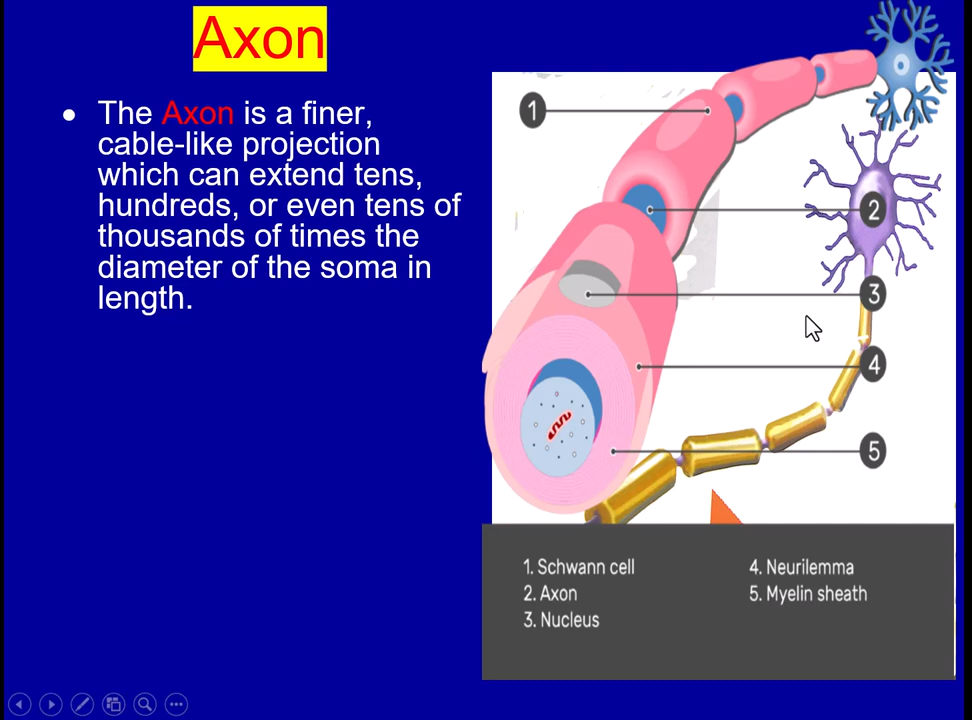 Axon
• The Axon is a finer,
cable-like projection
which can extend tens,
hundreds, or even tens of
thousands of times the
diameter of the soma in
length.
1
2
3
4
5
1. Schwann cell
2. Axon
3. Nucleus
4. Neurilemma
5. Myelin sheath